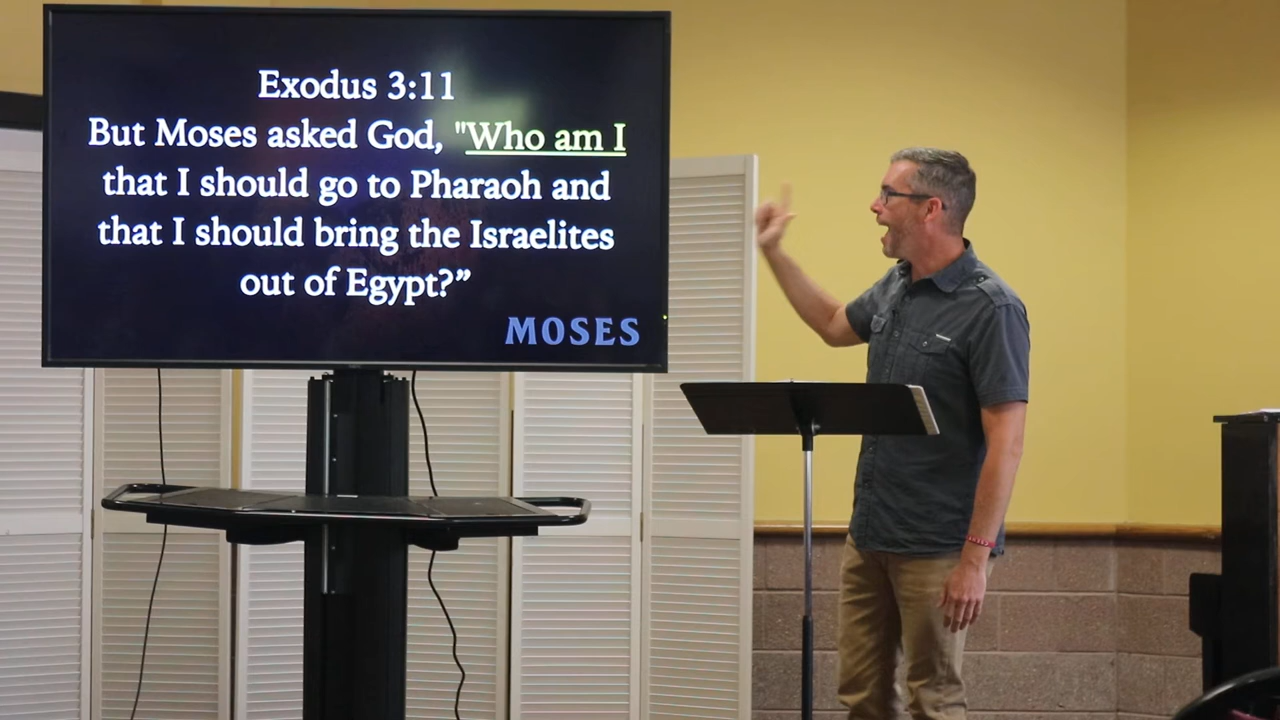 Exodus 3:11
But Moses asked God, "Who am I
that I should go to Pharaoh and
that I should bring the Israelites
out of Egypt?”
MOSES